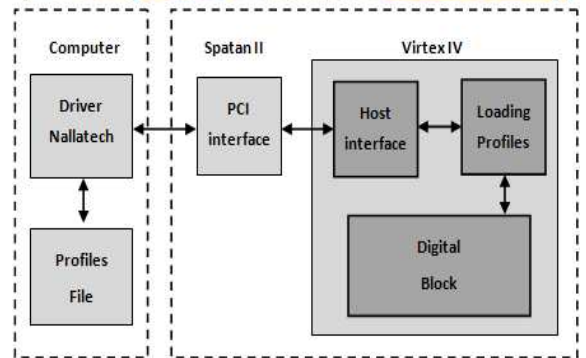 Computer
Spatan II
Virtex IV
Driver
Nallatech
PCI
interface
Host
interface
Loading
Profiles
Profiles
File
Digital
Block